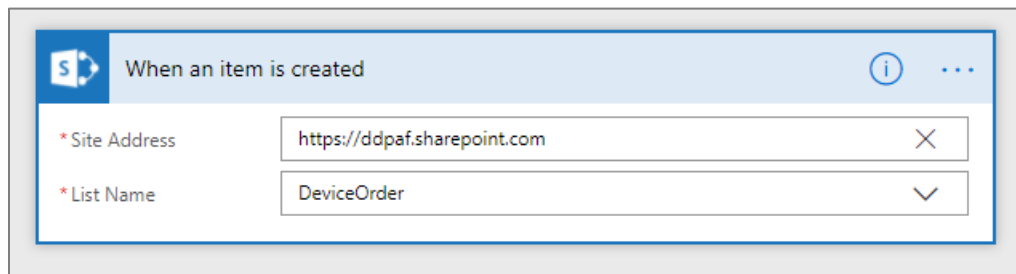 S
When an item is created
i
...
* Site Address
https://ddpaf.sharepoint.com
* List Name
DeviceOrder